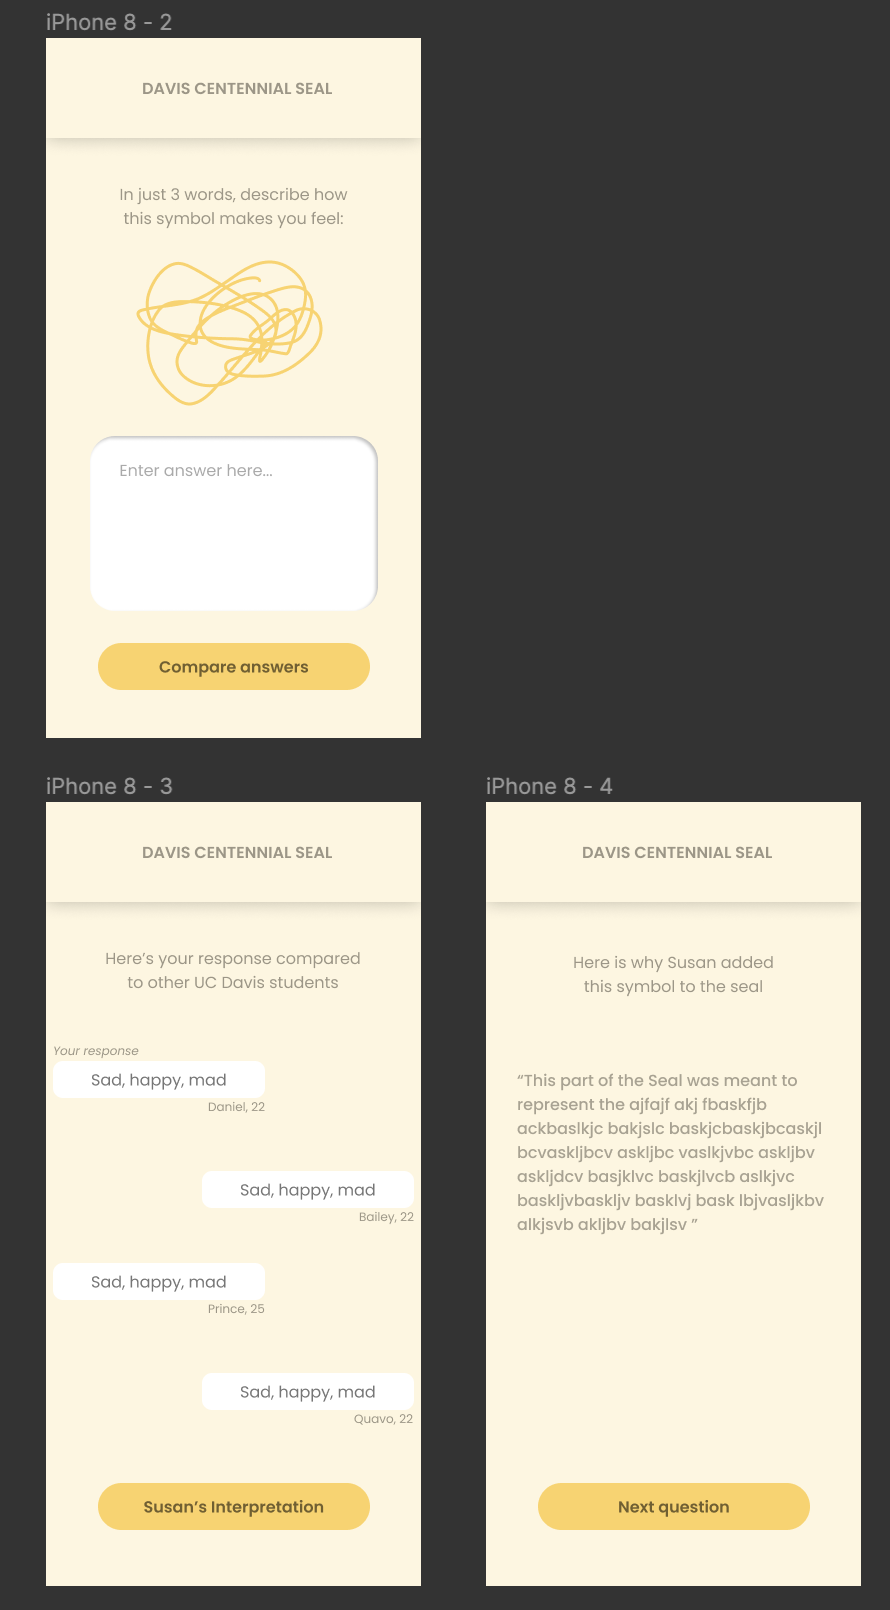 iPhone 8 - 2
DAVIS CENTENNIAL SEAL
In just 3 words, describe how
this symbol makes you feel:
Enter answer here...
Compare answers
iPhone 8 - 3
DAVIS CENTENNIAL SEAL
Here's your response compared
to other UC Davis students
Your response
Sad, happy, mad
Daniel, 22
Sad, happy, mad
Bailey, 22
Sad, happy, mad
Prince, 25
Sad, happy, mad
Quavo, 22
Susan's Interpretation
iPhone 8 - 4
DAVIS CENTENNIAL SEAL
Here is why Susan added
this symbol to the seal
“This part of the Seal was meant to
represent the ajfajf akj fbaskfjb
ackbaslkjc bakjslc baskjcbaskjbcaskjl
bcvaskljbcv askljbc vaslkjvbc askljbv
askljdcv basjklvc baskjlvcb aslkjvc
baskljvbaskljv basklvj bask lbjvasljkbv
alkjsvb akljbv bakjlsv ”
Next question